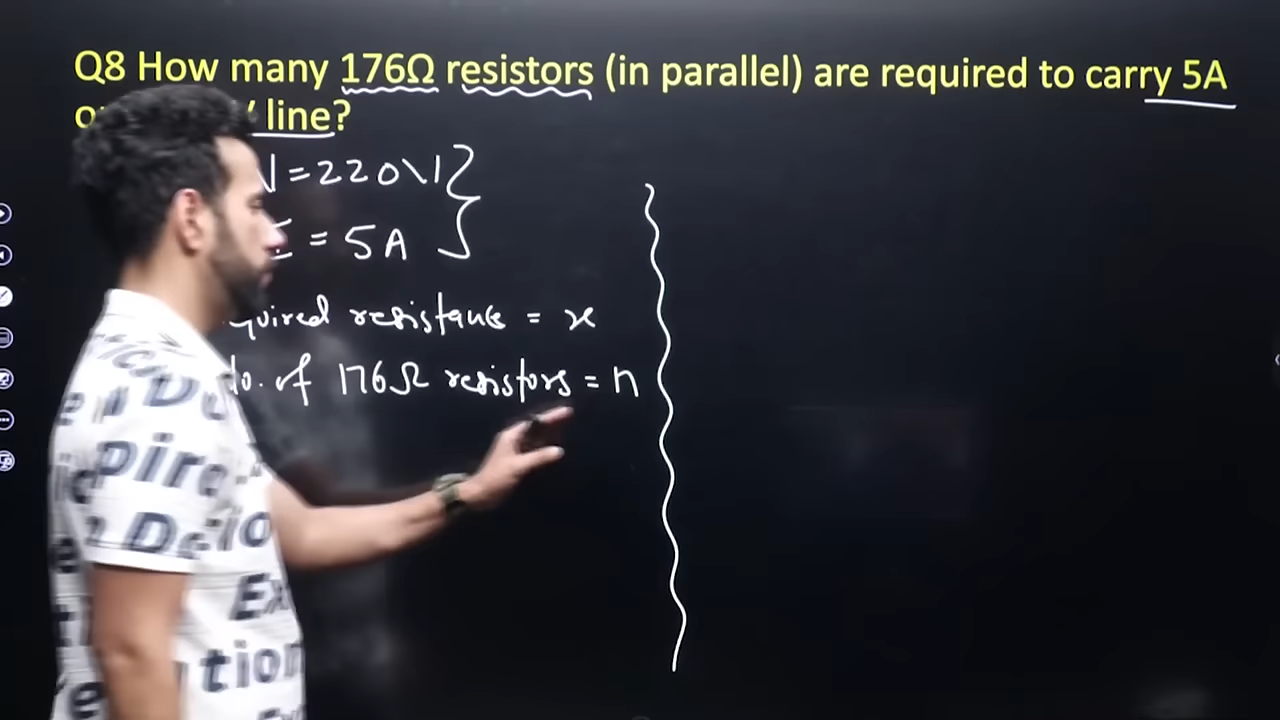 Q8 How many 176Ω resistors (in parallel) are required to carry 5A
line?
V = 220V
= 5A
resistance = x
of 176Ω resistors = n